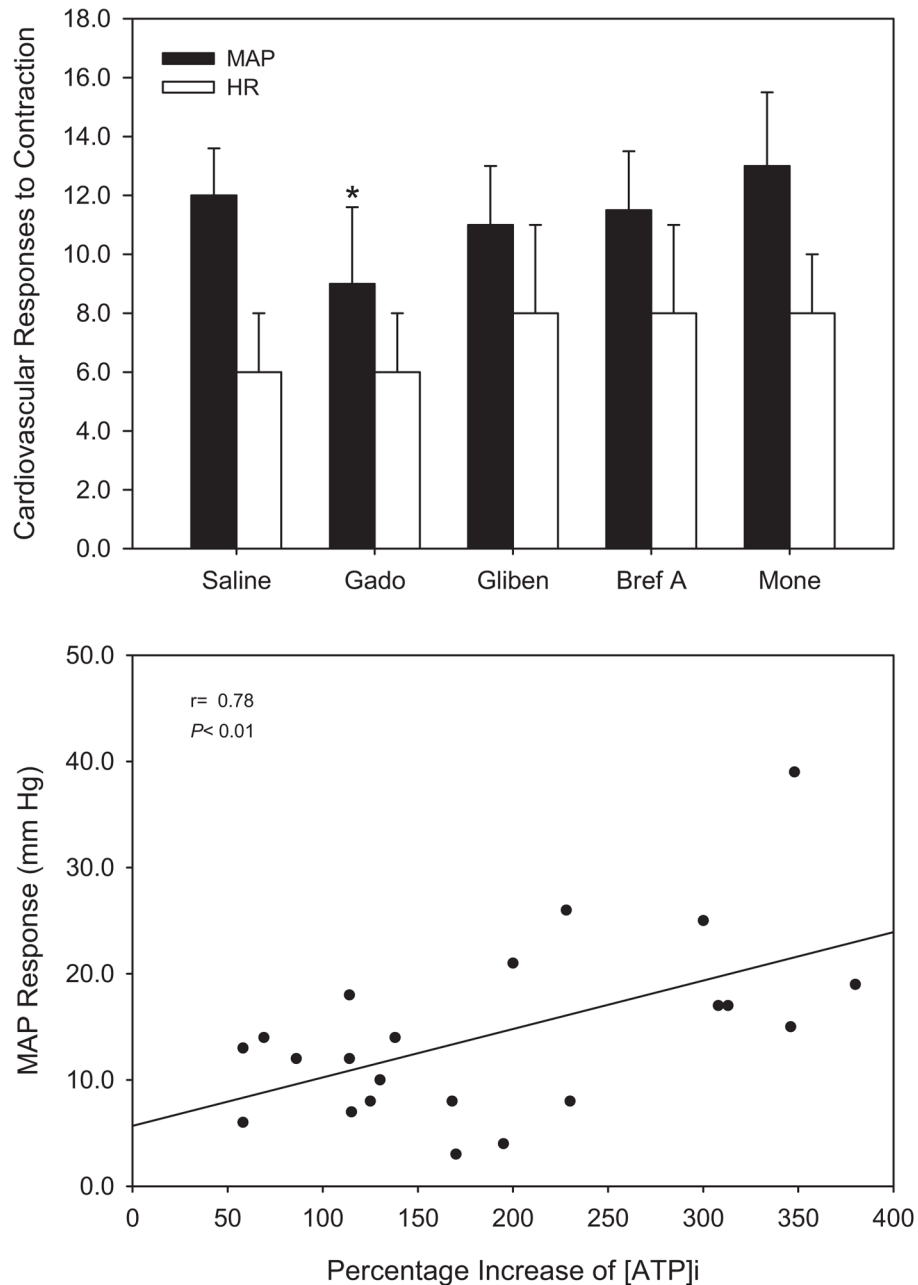 Cardiovascular Responses to Contraction
18.0
16.0
14.0
12.0
10.0
8.0
6.0
4.0
2.0
0.0
MAP
HR
*
Saline Gado Gliben Bref A Mone
MAP Response (mm Hg)
50.0
40.0
30.0
20.0
10.0
0.0
r= 0.78
P< 0.01
0 50 100 150 200 250 300 350 400
Percentage Increase of [ATP]i